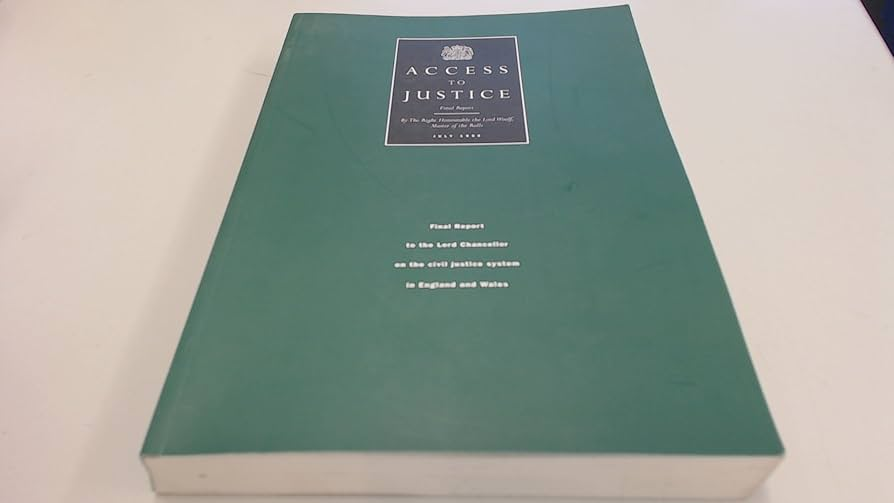 ACCESS
TO
JUSTICE
Final Report
By The Right Honourable the Lord Woolf,
Master of the Rolls
JULY 1996
Final Report
to the Lord Chancellor
on the civil justice system
in England and Wales